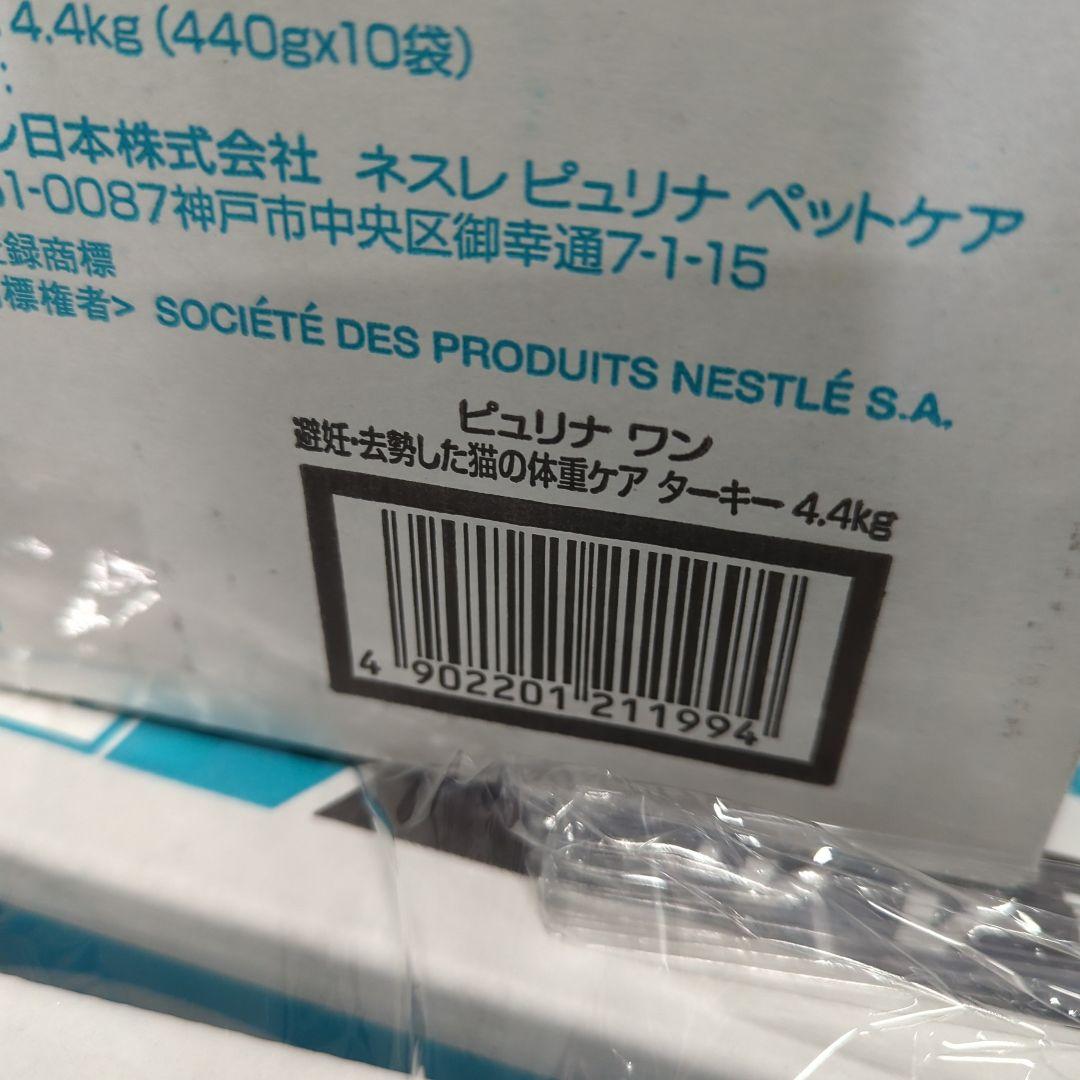 4.4kg (440gx10袋)
日本株式会社 ネスレ ピュリナ ペットケア
1-0087神戸市中央区御幸通7-1-15
録商標
標権者> SOCIÉTÉ DES PRODUITS NESTLÉ S.A.
ピュリナ ワン
避妊・去勢した猫の体重ケア ターキー 4.4kg
4 902201 211994